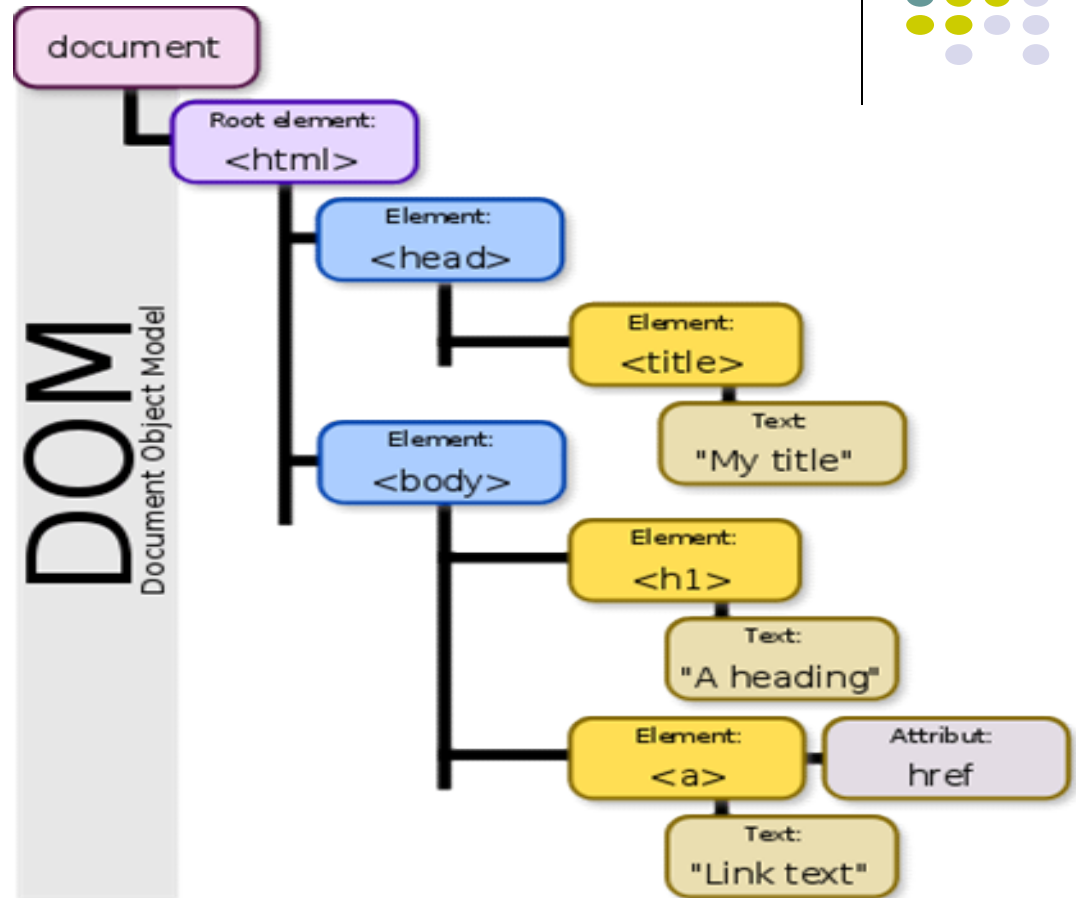 document
Root element:
<html>
Element:
<head>
Element:
<title>
Text
"My title"
Element:
<body>
Element:
<h1>
Text:
"A heading"
Element:
<a>
Attribut:
href
Text:
"Link text"
DOM
Document Object Model